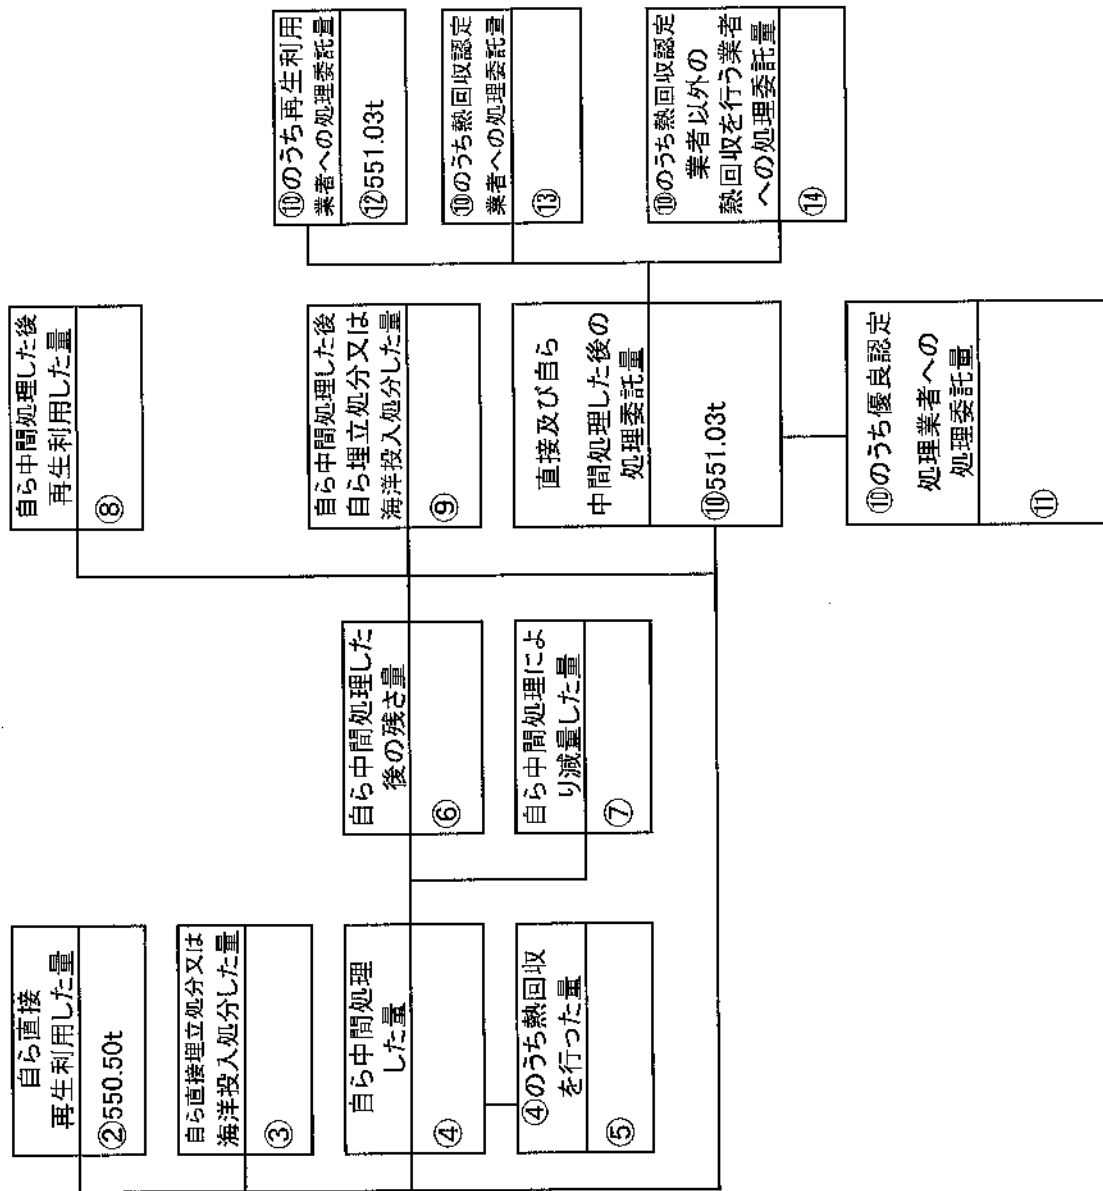 自ら直接
再生利用した量
②550.50t
自ら直接埋立処分又は
海洋投入処分した量
③
自ら中間処理
した量
④
④のうち熱回収
を行った量
⑤
自ら中間処理した
後の残さ量
⑥
自ら中間処理によ
り減量した量
⑦
自ら中間処理した後
再生利用した量
⑧
自ら中間処理した後
自ら埋立処分又は
海洋投入処分した量
⑨
直接及び自ら
中間処理した後の
処理委託量
⑩551.03t
⑩のうち優良認定
処理業者への
処理委託量
⑪
⑩のうち再生利用
業者への処理委託量
⑫551.03t
⑩のうち熱回収認定
業者への処理委託量
⑬
⑩のうち熱回収認定
業者以外の
熱回収を行う業者
への処理委託量
⑭